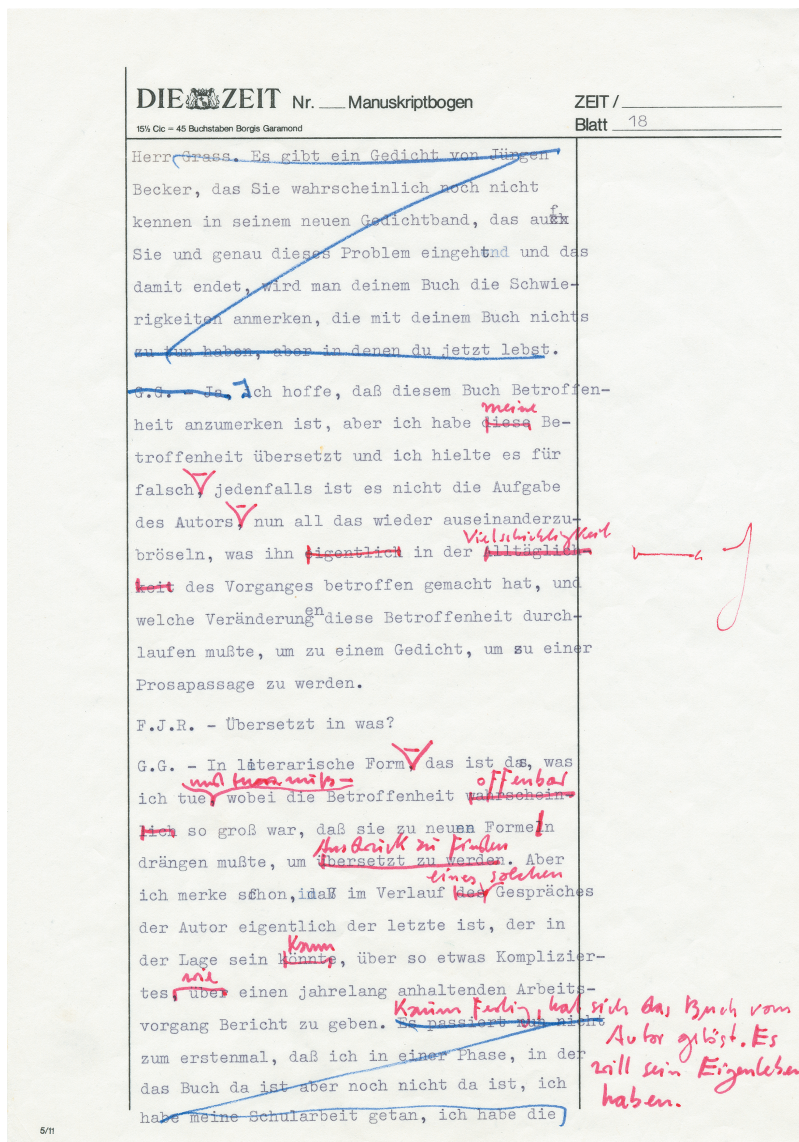 DIE ZEIT Nr. ___ Manuskriptbogen
ZEIT / ___
15½ Cic = 45 Buchstaben Borgis Garamond
Blatt 18
Herr Grass. Es gibt ein Gedicht von Jürgen
Becker, das Sie wahrscheinlich noch nicht
kennen in seinem neuen Gedichtband, das auf
Sie und genau dieses Problem eingeht und das
damit endet, wird man deinem Buch die Schwie-
rigkeiten anmerken, die mit deinem Buch nichts
zu tun haben, aber in denen du jetzt lebst.
G.G. - Ja, Ich hoffe, daß diesem Buch Betroffen-
meine
heit anzumerken ist, aber ich habe diese Be-
troffenheit übersetzt und ich hielte es für
falsch, jedenfalls ist es nicht die Aufgabe
des Autors, nun all das wieder auseinanderzu-
Vielschichtigkeit
bröseln, was ihn eigentlich in der Alltäglich-
keit des Vorganges betroffen gemacht hat, und
welche Veränderungen diese Betroffenheit durch-
laufen mußte, um zu einem Gedicht, um zu einer
Prosapassage zu werden.
F.J.R. - Übersetzt in was?
G.G. - In literarische Form, das ist das, was
und tuen muß – offenbar
ich tue, wobei die Betroffenheit wahrschein-
lich so groß war, daß sie zu neuen Formen
Ausdruck zu finden
drängen mußte, um übersetzt zu werden. Aber
eines solchen
ich merke schon, daß im Verlauf des Gespräches
der Autor eigentlich der letzte ist, der in
kann
der Lage sein könnte, über so etwas Komplizier-
wie
tes, über einen jahrelang anhaltenden Arbeits-
Kaum fertig, hat sich das Buch vom
vorgang Bericht zu geben. Es passiert nun nicht
Autor gelöst. Es
zum erstenmal, daß ich in einer Phase, in der
will sein Eigenleben
das Buch da ist aber noch nicht da ist, ich
haben.
habe meine Schularbeit getan, ich habe die
5/11